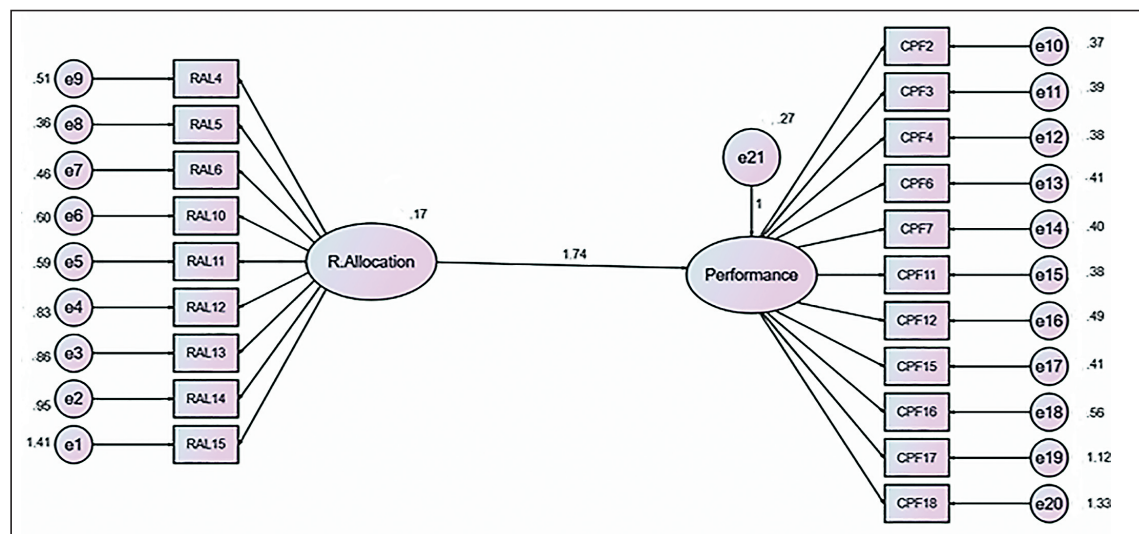 .51 e9 RAL4
.36 e8 RAL5
.46 e7 RAL6
.60 e6 RAL10
.59 e5 RAL11
.83 e4 RAL12
.86 e3 RAL13
.95 e2 RAL14
1.41 e1 RAL15
.17
R.Allocation
1.74
.27
e21
1
Performance
CPF2 e10 .37
CPF3 e11 .39
CPF4 e12 .38
CPF6 e13 .41
CPF7 e14 .40
CPF11 e15 .38
CPF12 e16 .49
CPF15 e17 .41
CPF16 e18 .56
CPF17 e19 1.12
CPF18 e20 1.33